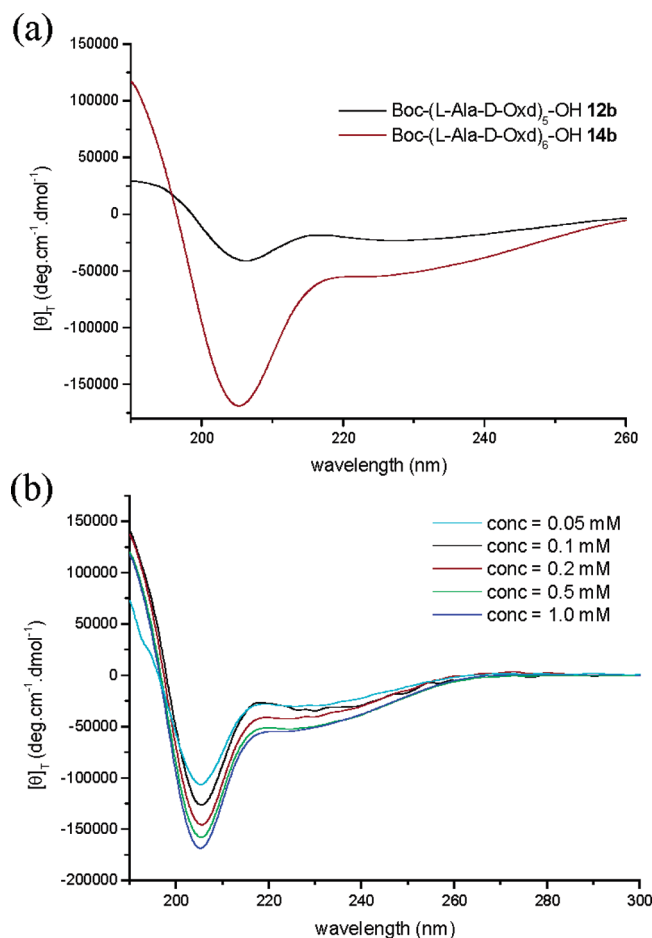 (a)
150000
100000
50000
0
-50000
-100000
-150000
[θ]T (deg.cm-1.dmol-1)
Boc-(L-Ala-D-Oxd)5-OH 12b
Boc-(L-Ala-D-Oxd)6-OH 14b
200
220
240
260
wavelength (nm)
(b)
150000
100000
50000
0
-50000
-100000
-150000
-200000
[θ]T (deg.cm-1.dmol-1)
conc = 0.05 mM
conc = 0.1 mM
conc = 0.2 mM
conc = 0.5 mM
conc = 1.0 mM
200
220
240
260
280
300
wavelength (nm)